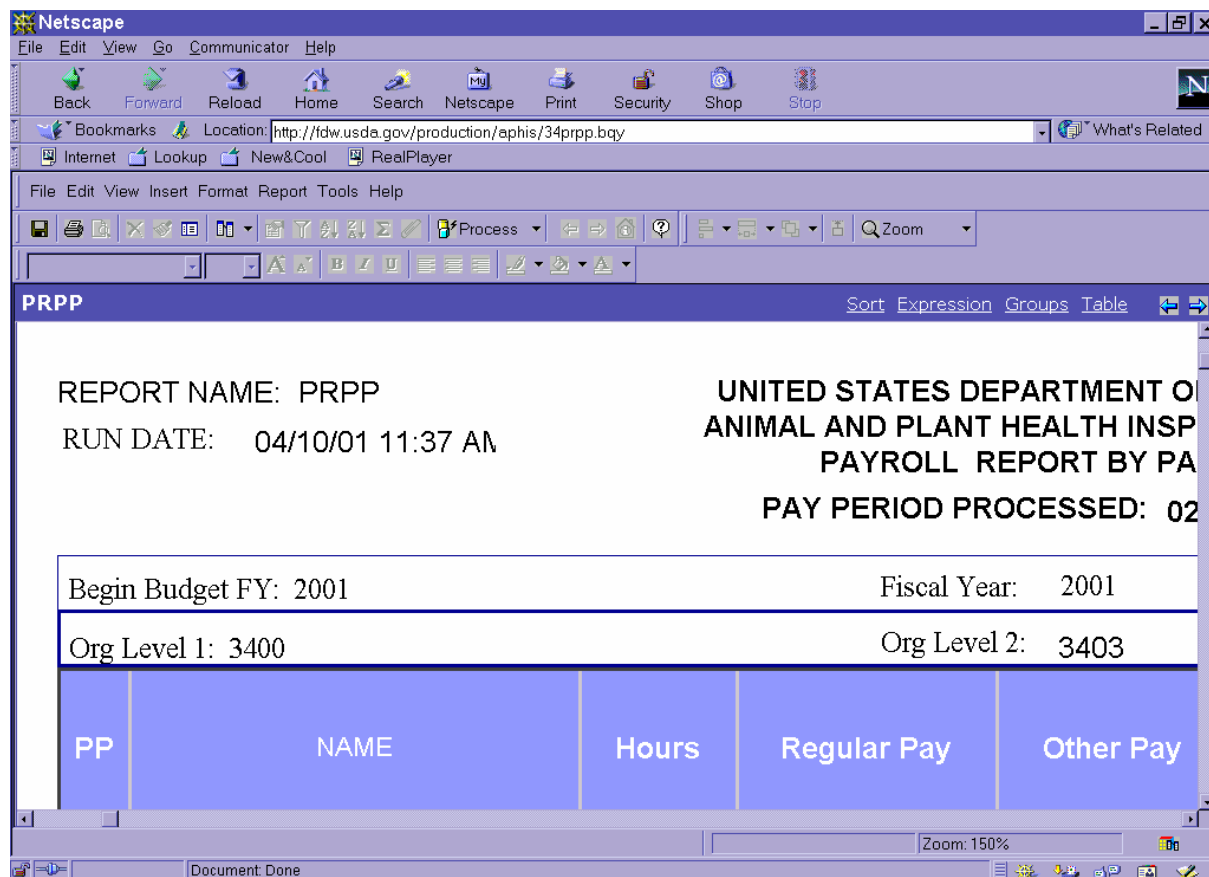 Netscape
File Edit View Go Communicator Help
My
N
Back Forward Reload Home Search Netscape Print Security Shop Stop
Bookmarks Location: http://fdw.usda.gov/production/aphis/34prpp.bqy What's Related
Internet Lookup New&Cool RealPlayer
File Edit View Insert Format Report Tools Help
Process Zoom
B I U A
PRPP Sort Expression Groups Table
REPORT NAME: PRPP UNITED STATES DEPARTMENT O
RUN DATE: 04/10/01 11:37 AM ANIMAL AND PLANT HEALTH INSP
PAYROLL REPORT BY PA
PAY PERIOD PROCESSED: 02
Begin Budget FY: 2001 Fiscal Year: 2001
Org Level 1: 3400 Org Level 2: 3403
PP NAME Hours Regular Pay Other Pay
Zoom: 150%
Document: Done